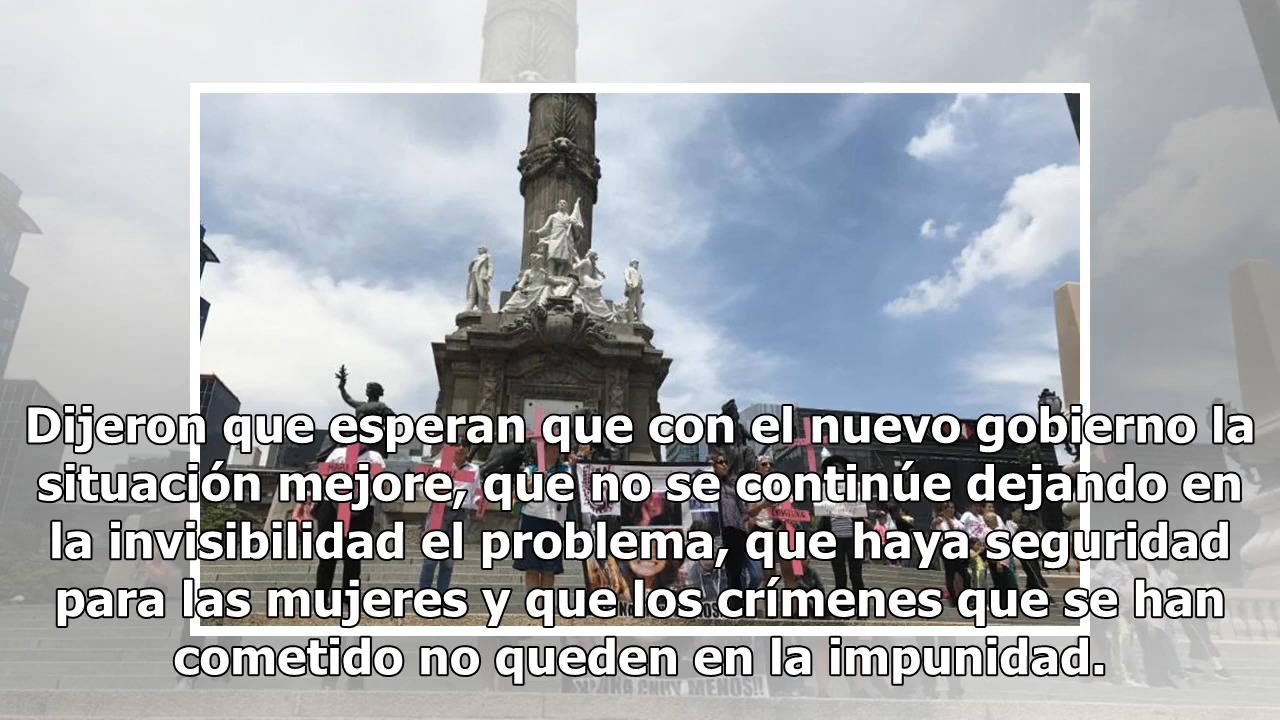 Dijeron que esperan que con el nuevo gobierno la
situación mejore, que no se continúe dejando en
la invisibilidad el problema, que haya seguridad
para las mujeres y que los crímenes que se han
cometido no queden en la impunidad.